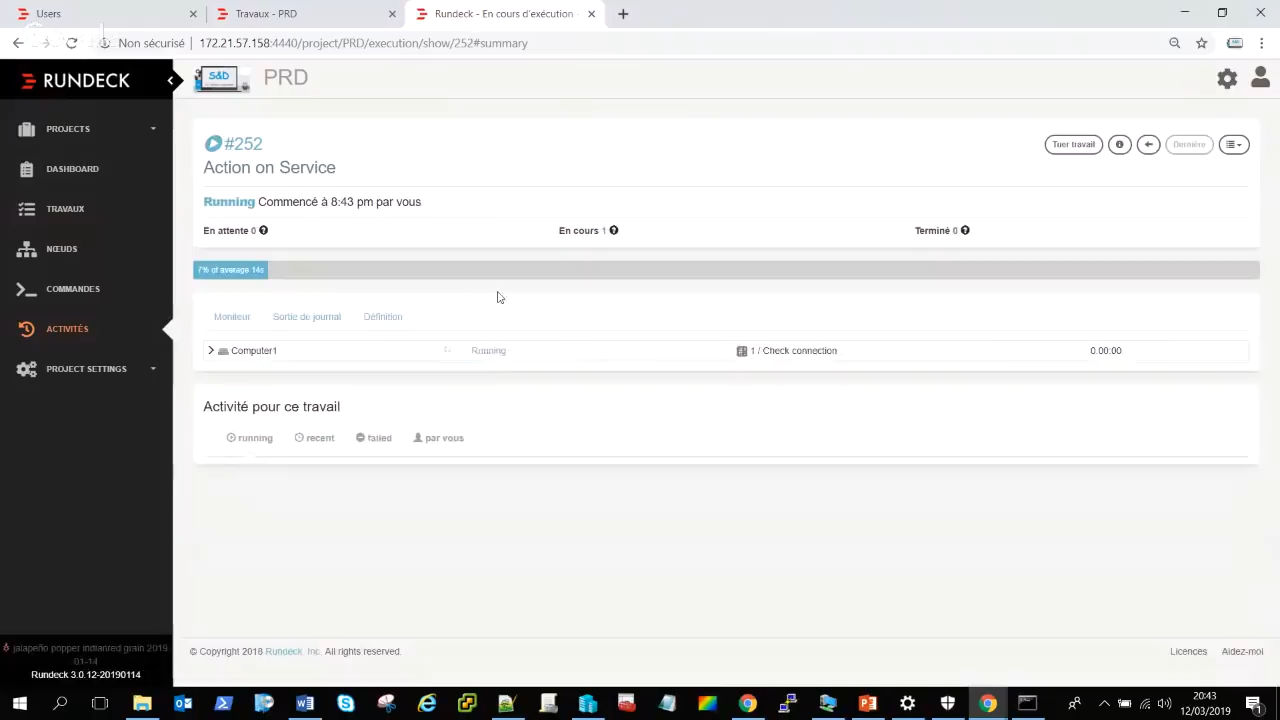 Users
Rundeck - PRD
Rundeck - En cours d'exécution
Non sécurisé
172.21.57.158:4440/project/PRD/execution/show/252#summary
RUNDECK
S&D
PRD
PROJECTS
DASHBOARD
TRAVAUX
NŒUDS
COMMANDES
ACTIVITÉS
PROJECT SETTINGS
#252
Tuer travail
Dernière
Action on Service
Running Commencé à 8:43 pm par vous
En attente 0
En cours 1
Terminé 0
7% of average 14s
Moniteur
Sortie de journal
Définition
Computer1
Running
1 / Check connection
0.00:00
Activité pour ce travail
running
recent
failed
par vous
jalapeño popper indianred grain 2019
01-14
Rundeck 3.0.12-20190114
© Copyright 2018 Rundeck, Inc. All rights reserved.
Licences
Aidez-moi
20:43
12/03/2019